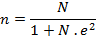 n = N / (1 + N . e²)